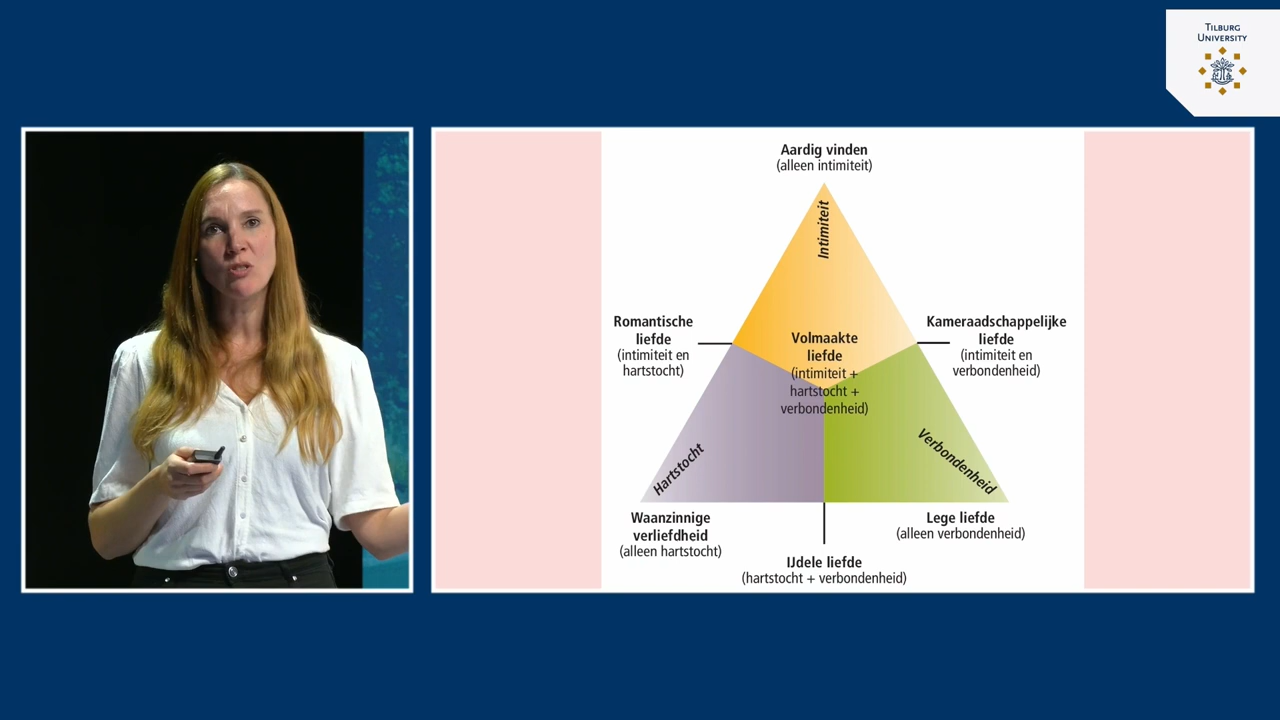 TILBURG
UNIVERSITY
Aardig vinden
(alleen intimiteit)
Intimiteit
Romantische
liefde
(intimiteit en
hartstocht)
Volmaakte
liefde
(intimiteit +
hartstocht +
verbondenheid)
Kameraadschappelijke
liefde
(intimiteit en
verbondenheid)
Hartstocht
Verbondenheid
Waanzinnige
verliefdheid
(alleen hartstocht)
Lege liefde
(alleen verbondenheid)
IJdele liefde
(hartstocht + verbondenheid)